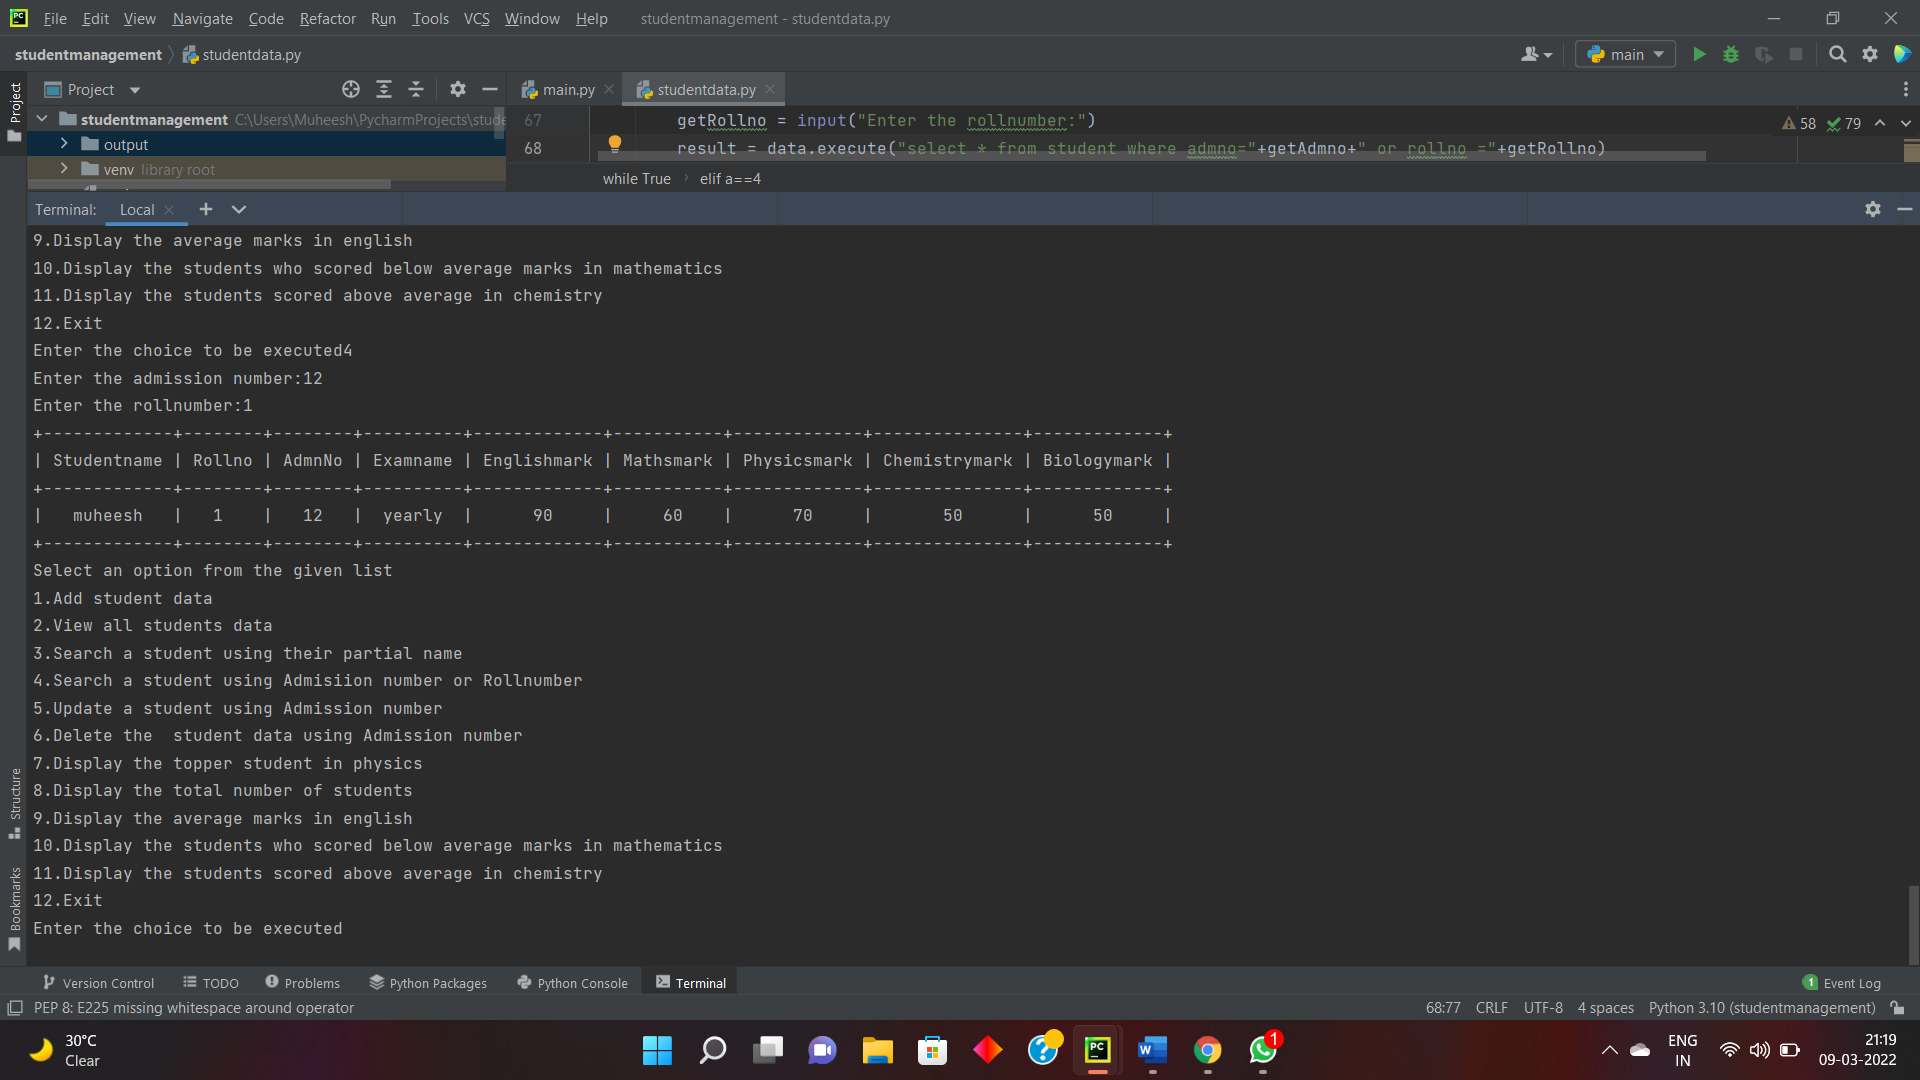 File Edit View Navigate Code Refactor Run Tools VCS Window Help studentmanagement - studentdata.py
studentmanagement studentdata.py main
Project main.py studentdata.py
Project
studentmanagement C:\Users\Muheesh\PycharmProjects\stude
output
venv library root
67 getRollno = input("Enter the rollnumber:")
58 79
68 result = data.execute("select * from student where admno="+getAdmno+" or rollno ="+getRollno)
while True elif a==4
Terminal: Local
9.Display the average marks in english
10.Display the students who scored below average marks in mathematics
11.Display the students scored above average in chemistry
12.Exit
Enter the choice to be executed4
Enter the admission number:12
Enter the rollnumber:1
+-------------+--------+--------+----------+-------------+-----------+-------------+---------------+-------------+
| Studentname | Rollno | AdmnNo | Examname | Englishmark | Mathsmark | Physicsmark | Chemistrymark | Biologymark |
+-------------+--------+--------+----------+-------------+-----------+-------------+---------------+-------------+
|   muheesh   |   1    |   12   |  yearly  |      90     |     60    |      70     |       50      |      50     |
+-------------+--------+--------+----------+-------------+-----------+-------------+---------------+-------------+
Select an option from the given list
1.Add student data
2.View all students data
3.Search a student using their partial name
4.Search a student using Admisiion number or Rollnumber
5.Update a student using Admission number
6.Delete the  student data using Admission number
7.Display the topper student in physics
8.Display the total number of students
9.Display the average marks in english
10.Display the students who scored below average marks in mathematics
11.Display the students scored above average in chemistry
12.Exit
Enter the choice to be executed
Structure
Bookmarks
Version Control TODO Problems Python Packages Python Console Terminal 1 Event Log
PEP 8: E225 missing whitespace around operator 68:77 CRLF UTF-8 4 spaces Python 3.10 (studentmanagement)
30°C
Clear
1
ENG
IN
21:19
09-03-2022